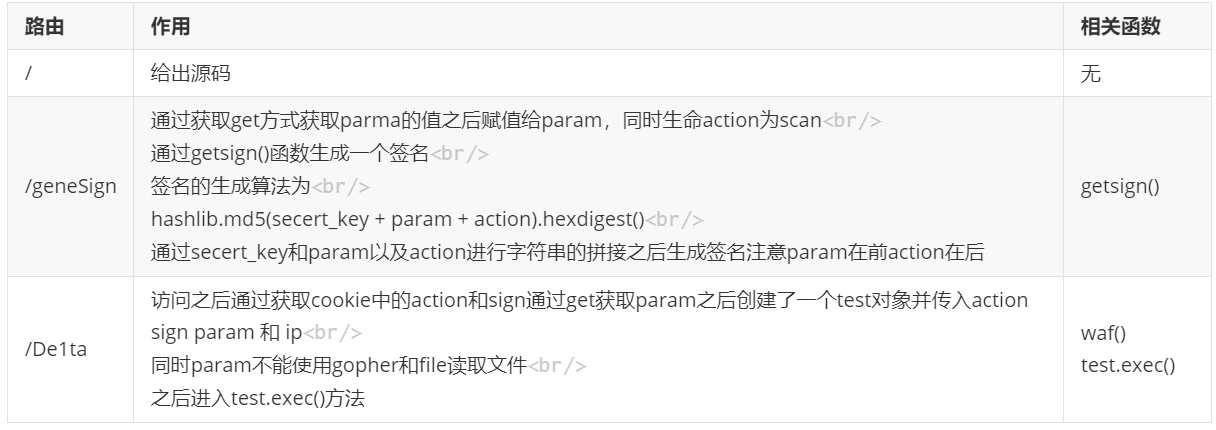 路由 作用 相关函数
/ 给出源码 无
通过获取get方式获取parma的值之后赋值给param，同时生命action为scan<br/>
通过getsign()函数生成一个签名<br/>
/geneSign 签名的生成算法为<br/> getsign()
hashlib.md5(secert_key + param + action).hexdigest()<br/>
通过secert_key和param以及action进行字符串的拼接之后生成签名注意param在前action在后
访问之后通过获取cookie中的action和sign通过get获取param之后创建了一个test对象并传入action
sign param 和 ip<br/> waf()
/De1ta
同时param不能使用gopher和file读取文件<br/> test.exec()
之后进入test.exec()方法